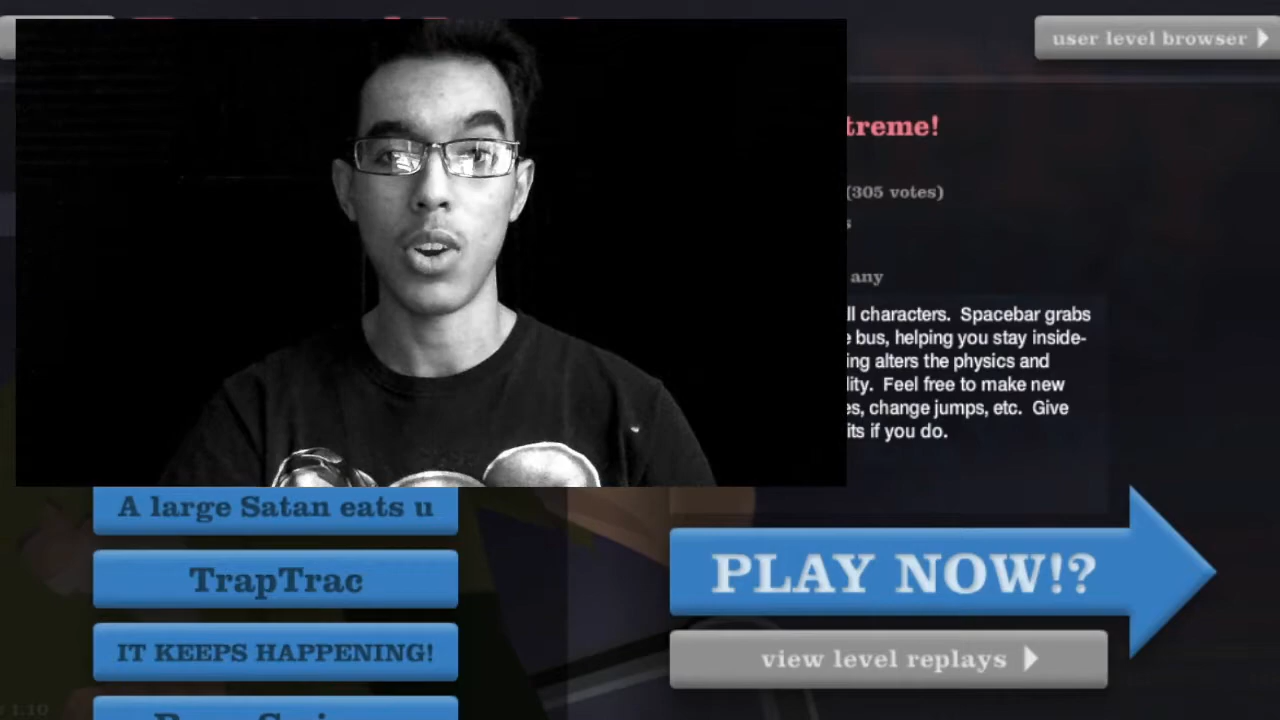 user level browser
treme!
(305 votes)
s
any
ll characters. Spacebar grabs
e bus, helping you stay inside-
ing alters the physics and
lity. Feel free to make new
es, change jumps, etc. Give
its if you do.
A large Satan eats u
PLAY NOW!?
TrapTrac
IT KEEPS HAPPENING!
view level replays
1.10